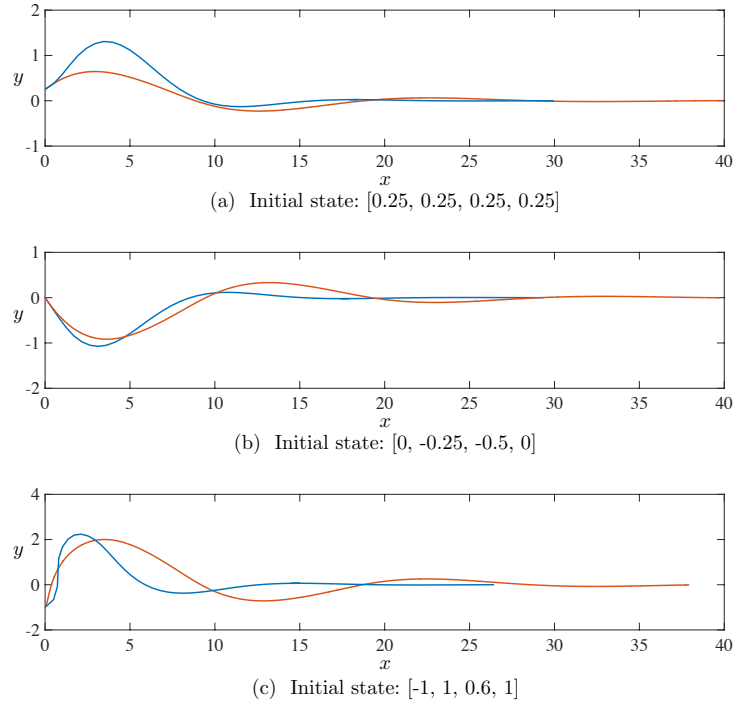 2
1
y
0
-1
0 5 10 15 20 25 30 35 40
x
(a) Initial state: [0.25, 0.25, 0.25, 0.25]
1
0
y
-1
-2
0 5 10 15 20 25 30 35 40
x
(b) Initial state: [0, -0.25, -0.5, 0]
4
2
y
0
-2
0 5 10 15 20 25 30 35 40
x
(c) Initial state: [-1, 1, 0.6, 1]